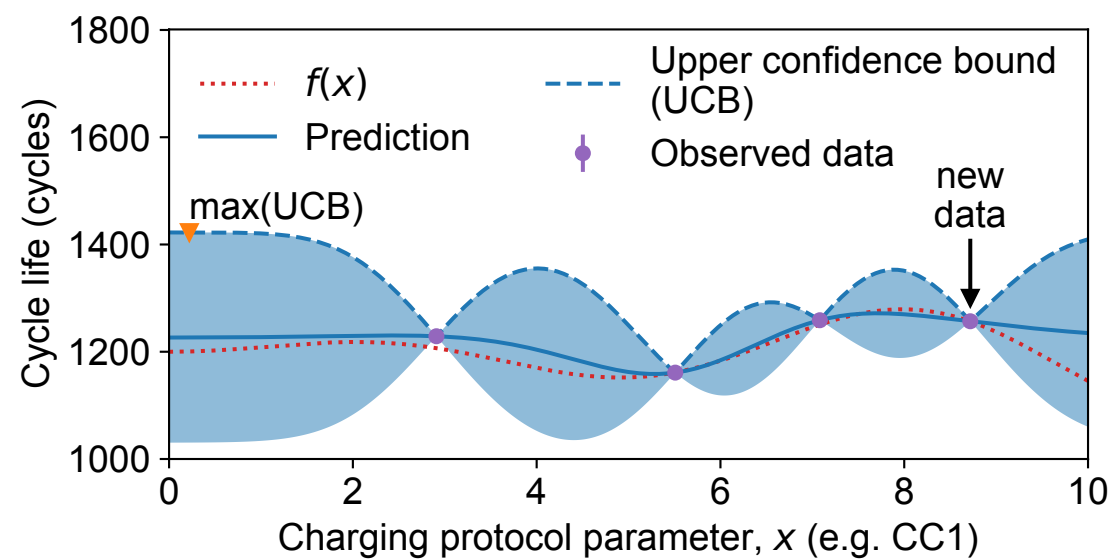 1800
1600
1400
1200
1000
Cycle life (cycles)
f(x)
Prediction
Upper confidence bound
(UCB)
Observed data
max(UCB)
new
data
0
2
4
6
8
10
Charging protocol parameter, x (e.g. CC1)